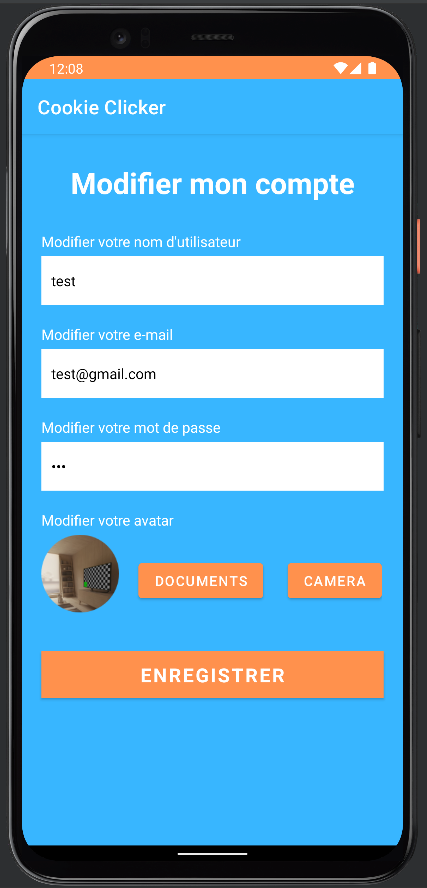 12:08
Cookie Clicker
Modifier mon compte
Modifier votre nom d'utilisateur
test
Modifier votre e-mail
test@gmail.com
Modifier votre mot de passe
•••
Modifier votre avatar
DOCUMENTS
CAMERA
ENREGISTRER